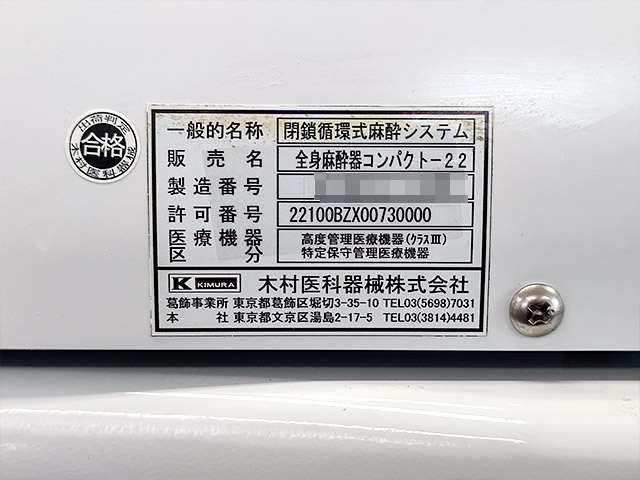 出荷判定
合格
木村医科器械
一般的名称 閉鎖循環式麻酔システム
販売名 全身麻酔器コンパクトー22
製造番号
許可番号 22100BZX00730000
医療機器 高度管理医療機器(クラスⅢ)
区分 特定保守管理医療機器
K KIMURA 木村医科器械株式会社
葛飾事業所 東京都葛飾区堀切3-35-10 TEL03(5698)7031
本社 東京都文京区湯島2-17-5 TEL03(3814)4481